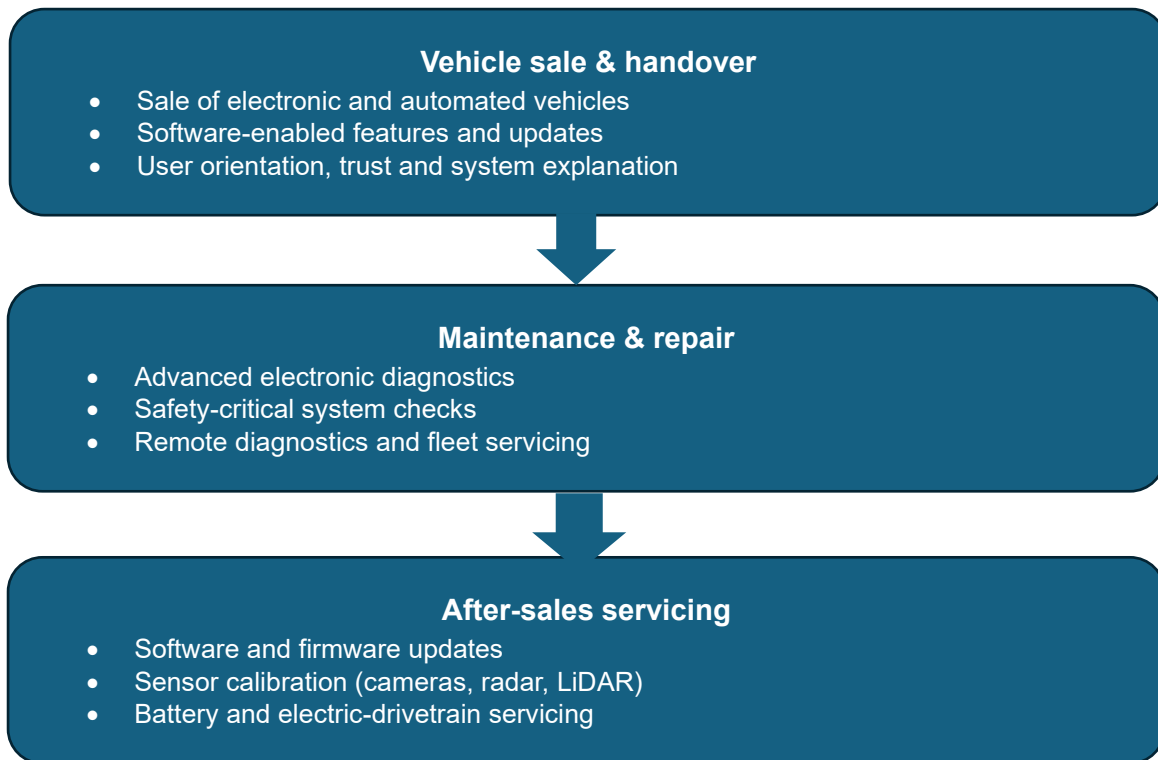 Vehicle sale & handover
• Sale of electronic and automated vehicles
• Software-enabled features and updates
• User orientation, trust and system explanation
Maintenance & repair
• Advanced electronic diagnostics
• Safety-critical system checks
• Remote diagnostics and fleet servicing
After-sales servicing
• Software and firmware updates
• Sensor calibration (cameras, radar, LiDAR)
• Battery and electric-drivetrain servicing